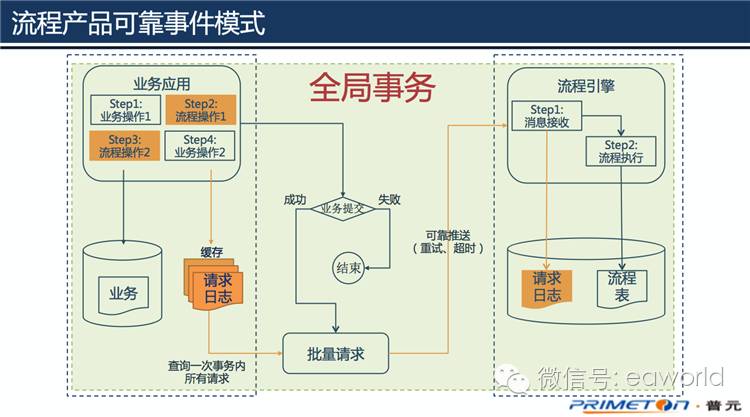 流程产品可靠事件模式
业务应用
Step1:
业务操作1
Step2:
流程操作1
Step3:
流程操作2
Step4:
业务操作2
全局事务
流程引擎
Step1:
消息接收
Step2:
流程执行
成功
业务提交
失败
可靠推送
（重试、超时）
缓存
结束
业务
请求
日志
请求
日志
流程
表
批量请求
查询一次事务内
所有请求
微信号: eaworld
PRIMETON·普元